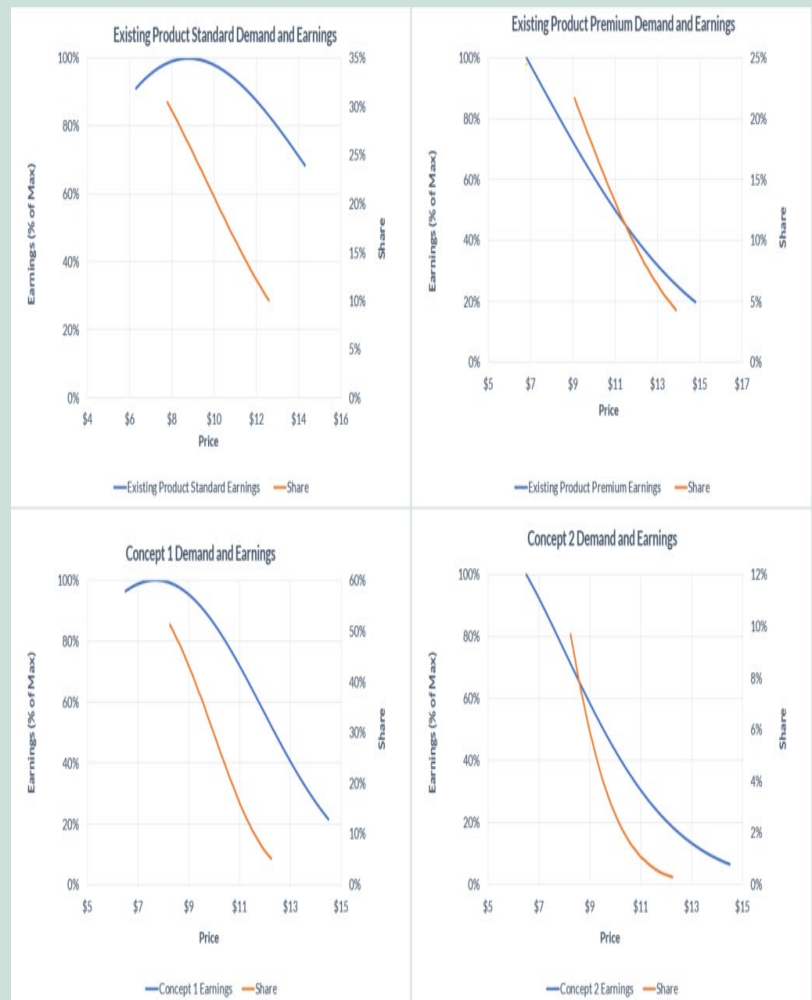 Existing Product Standard Demand and Earnings
100%
80%
60%
40%
20%
0%
Earnings (% of Max)
35%
30%
25%
20%
15%
10%
5%
0%
Share
$4 $6 $8 $10 $12 $14 $16
Price
Existing Product Standard Earnings Share
Existing Product Premium Demand and Earnings
100%
80%
60%
40%
20%
0%
Earnings (% of Max)
25%
20%
15%
10%
5%
0%
Share
$5 $7 $9 $11 $13 $15 $17
Price
Existing Product Premium Earnings Share
Concept 1 Demand and Earnings
100%
80%
60%
40%
20%
0%
Earnings (% of Max)
60%
50%
40%
30%
20%
10%
0%
Share
$5 $7 $9 $11 $13 $15
Price
Concept 1 Earnings Share
Concept 2 Demand and Earnings
100%
80%
60%
40%
20%
0%
Earnings (% of Max)
12%
10%
8%
6%
4%
2%
0%
Share
$5 $7 $9 $11 $13 $15
Price
Concept 2 Earnings Share